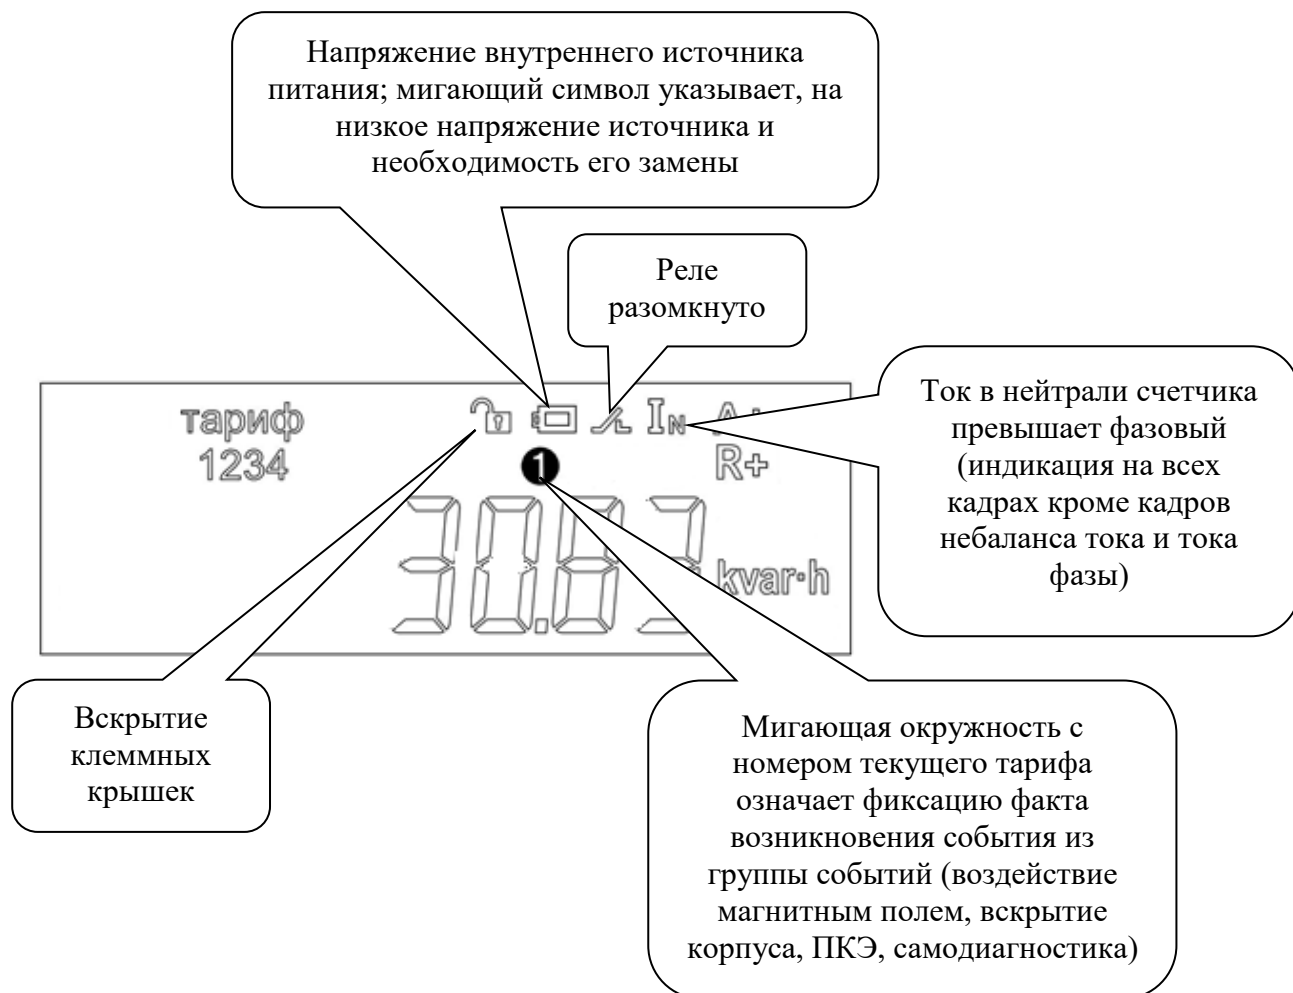 Напряжение внутреннего источника
питания; мигающий символ указывает, на
низкое напряжение источника и
необходимость его замены
Реле
разомкнуто
Ток в нейтрали счетчика
превышает фазовый
(индикация на всех
кадрах кроме кадров
небаланса тока и тока
фазы)
тариф
1234
IN
1
R+
30.83
kvar·h
Вскрытие
клеммных
крышек
Мигающая окружность с
номером текущего тарифа
означает фиксацию факта
возникновения события из
группы событий (воздействие
магнитным полем, вскрытие
корпуса, ПКЭ, самодиагностика)